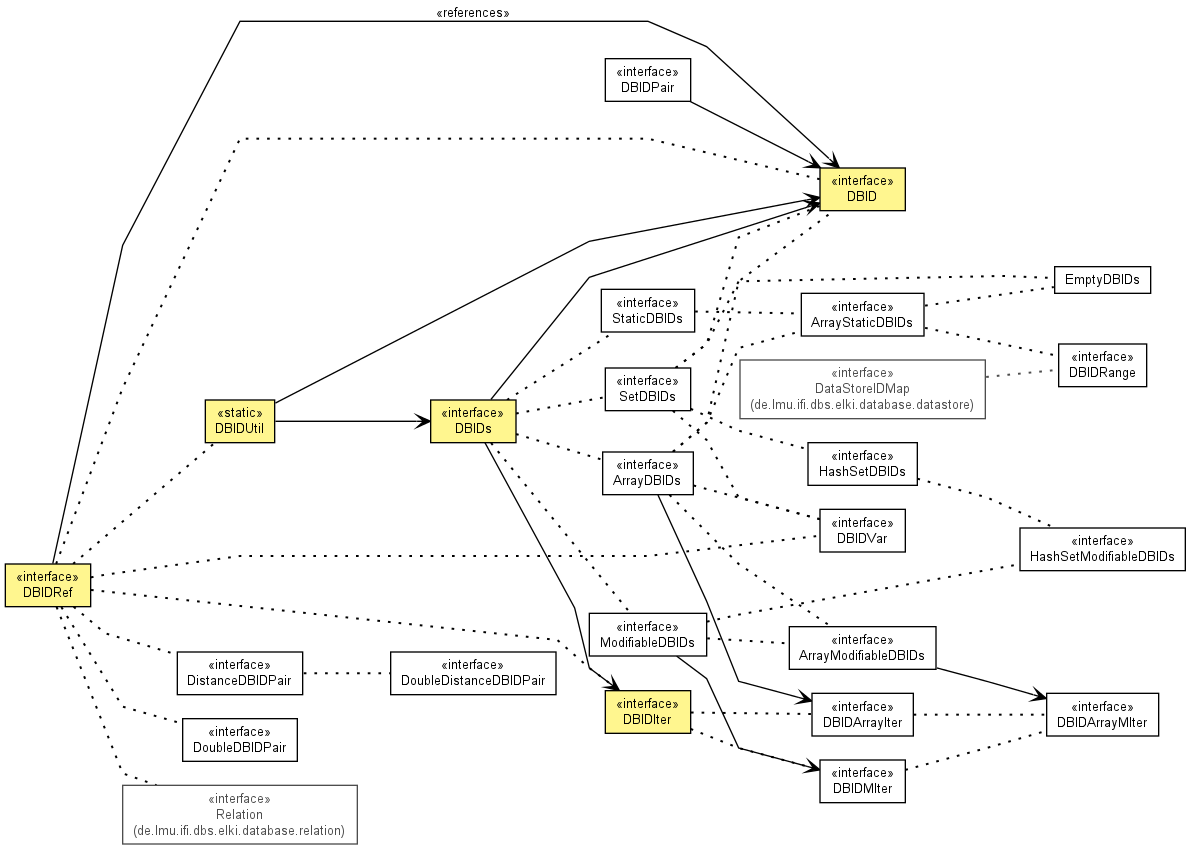 «references»
«interface»
DBIDPair
«interface»
DBID
EmptyDBIDs
«interface»
StaticDBIDs
«interface»
ArrayStaticDBIDs
«interface»
DBIDRange
«interface»
SetDBIDs
«interface»
DataStoreIDMap
(de.lmu.ifi.dbs.elki.database.datastore)
«static»
DBIDUtil
«interface»
DBIDs
«interface»
ArrayDBIDs
«interface»
HashSetDBIDs
«interface»
DBIDVar
«interface»
HashSetModifiableDBIDs
«interface»
DBIDRef
«interface»
ModifiableDBIDs
«interface»
ArrayModifiableDBIDs
«interface»
DistanceDBIDPair
«interface»
DoubleDistanceDBIDPair
«interface»
DBIDIter
«interface»
DBIDArrayIter
«interface»
DBIDArrayMIter
«interface»
DoubleDBIDPair
«interface»
DBIDMIter
«interface»
Relation
(de.lmu.ifi.dbs.elki.database.relation)